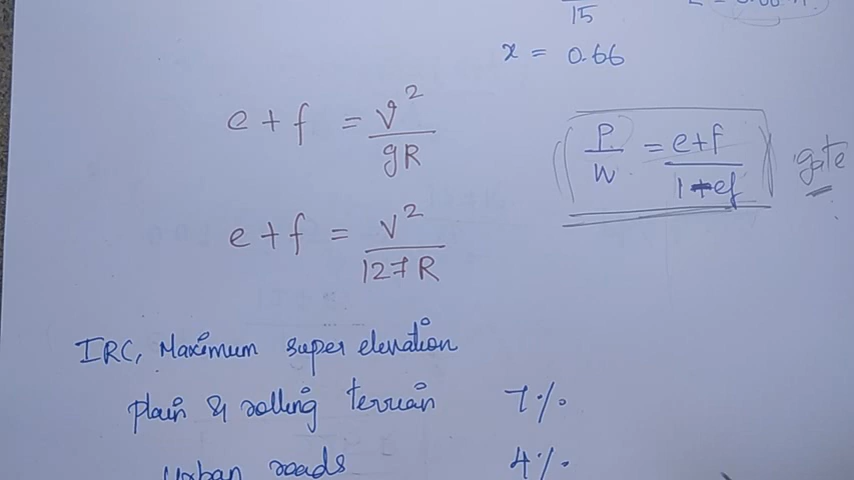 15
x = 0.66
e + f = v²/gR
P/W = e+f/1-ef gate
e + f = V²/127R
IRC, Maximum super elevation
plain & rolling terrian 7%
Urban roads 4%